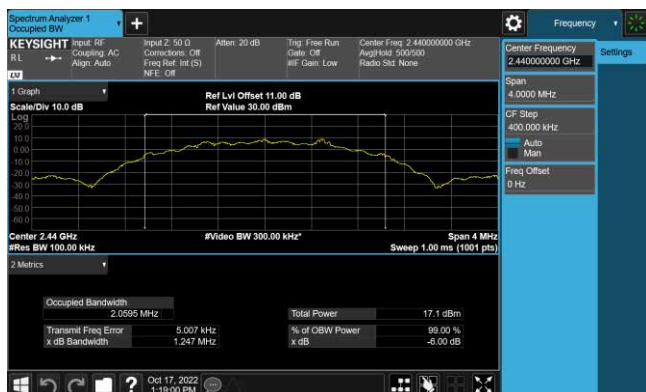 Spectrum Analyzer 1
Occupied BW
Frequency
KEYSIGHT
Input: RF
Input Z: 50 Ω
Atten: 20 dB
Trig: Free Run
Center Freq: 2.440000000 GHz
RL
Coupling: AC
Corrections: Off
Gate: Off
Avg|Hold: 500/500
Align: Auto
Freq Ref: Int (S)
#IF Gain: Low
Radio Std: None
NFE: Off
LXI
Center Frequency
2.440000000 GHz
Settings
Span
4.0000 MHz
CF Step
400.000 kHz
Auto
Man
Freq Offset
0 Hz
1 Graph
Ref Lvl Offset 11.00 dB
Scale/Div 10.0 dB
Ref Value 30.00 dBm
Log
20.0
10.0
0.00
-10.0
-20.0
-30.0
-40.0
-50.0
-60.0
Center 2.44 GHz
#Video BW 300.00 kHz*
Span 4 MHz
#Res BW 100.00 kHz
Sweep 1.00 ms (1001 pts)
2 Metrics
Occupied Bandwidth
2.0595 MHz
Total Power
17.1 dBm
Transmit Freq Error
5.007 kHz
% of OBW Power
99.00 %
x dB Bandwidth
1.247 MHz
x dB
-6.00 dB
?
Oct 17, 2022
1:19:00 PM